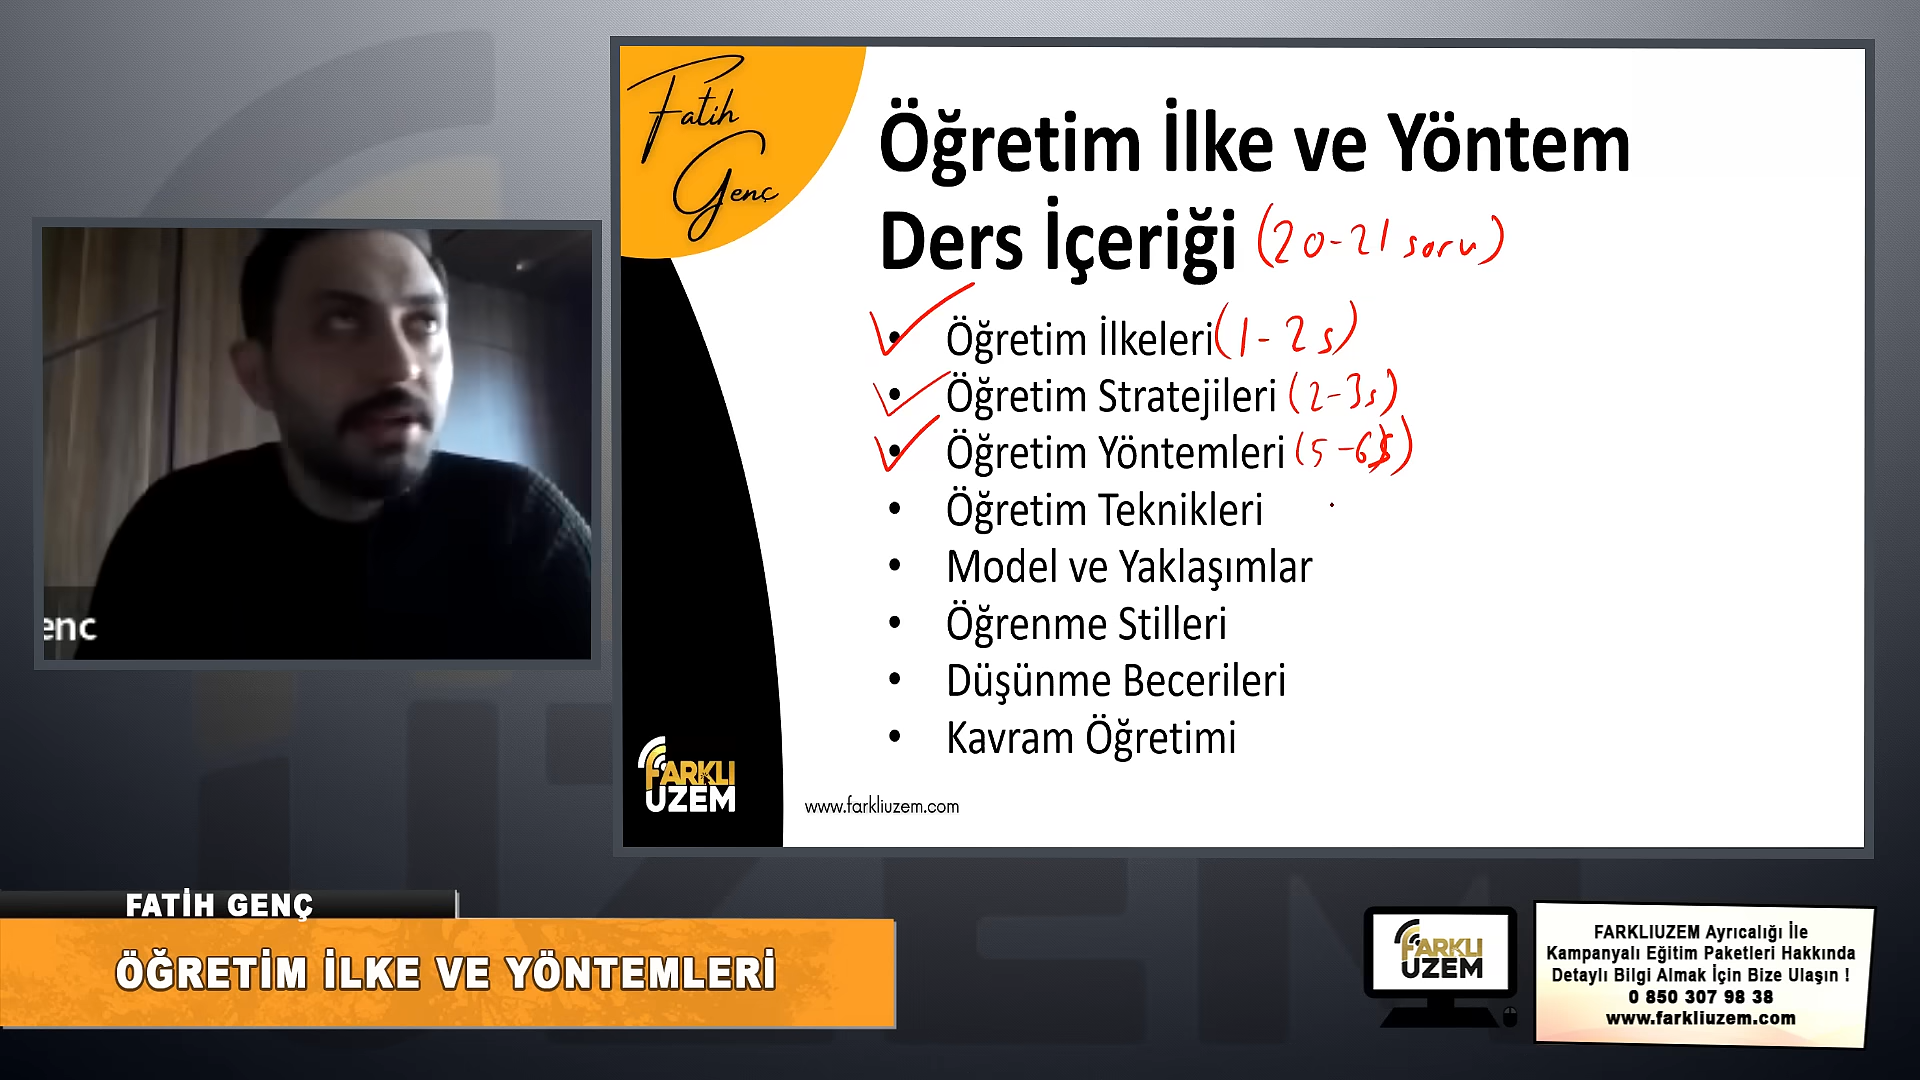 Fatih
Genç
Öğretim İlke ve Yöntem
Ders İçeriği (20-21 soru)
• Öğretim İlkeleri (1-2 s)
• Öğretim Stratejileri (2-3s)
• Öğretim Yöntemleri (5-6s)
• Öğretim Teknikleri
• Model ve Yaklaşımlar
• Öğrenme Stilleri
• Düşünme Becerileri
• Kavram Öğretimi
FARKLI
UZEM
www.farkliuzem.com
enc
FATİH GENÇ
ÖĞRETİM İLKE VE YÖNTEMLERİ
FARKLI
UZEM
FARKLIUZEM Ayrıcalığı İle
Kampanyalı Eğitim Paketleri Hakkında
Detaylı Bilgi Almak İçin Bize Ulaşın !
0 850 307 98 38
www.farkliuzem.com